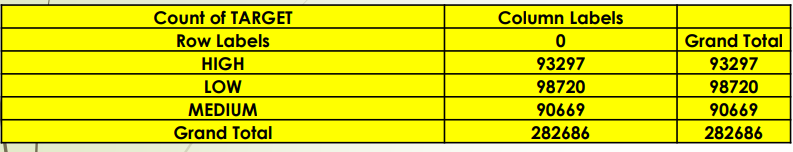 Count of TARGET Column Labels
Row Labels 0 Grand Total
HIGH 93297 93297
LOW 98720 98720
MEDIUM 90669 90669
Grand Total 282686 282686